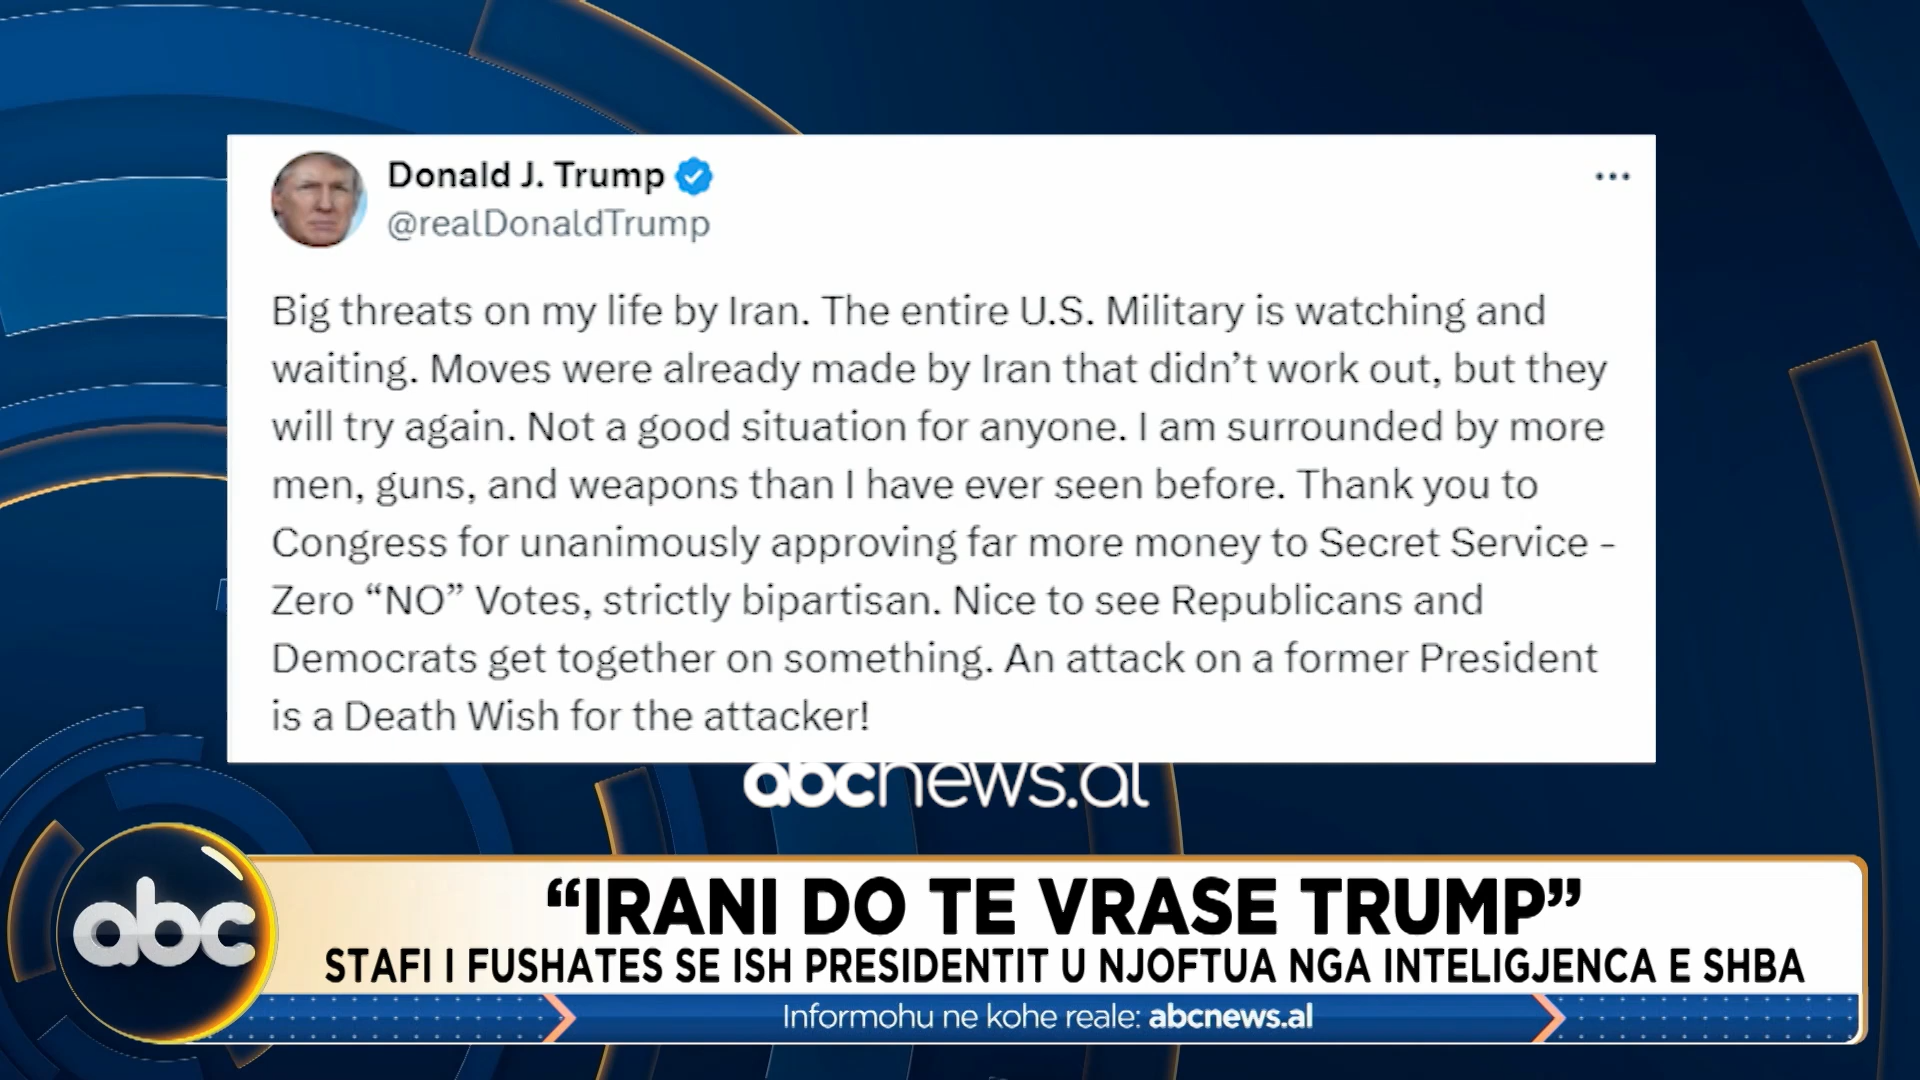 Donald J. Trump
@realDonaldTrump
Big threats on my life by Iran. The entire U.S. Military is watching and
waiting. Moves were already made by Iran that didn’t work out, but they
will try again. Not a good situation for anyone. I am surrounded by more
men, guns, and weapons than I have ever seen before. Thank you to
Congress for unanimously approving far more money to Secret Service -
Zero “NO” Votes, strictly bipartisan. Nice to see Republicans and
Democrats get together on something. An attack on a former President
is a Death Wish for the attacker!
abcnews.al
abc
“IRANI DO TE VRASE TRUMP”
STAFI I FUSHATES SE ISH PRESIDENTIT U NJOFTUA NGA INTELIGJENCA E SHBA
Informohu ne kohe reale: abcnews.al